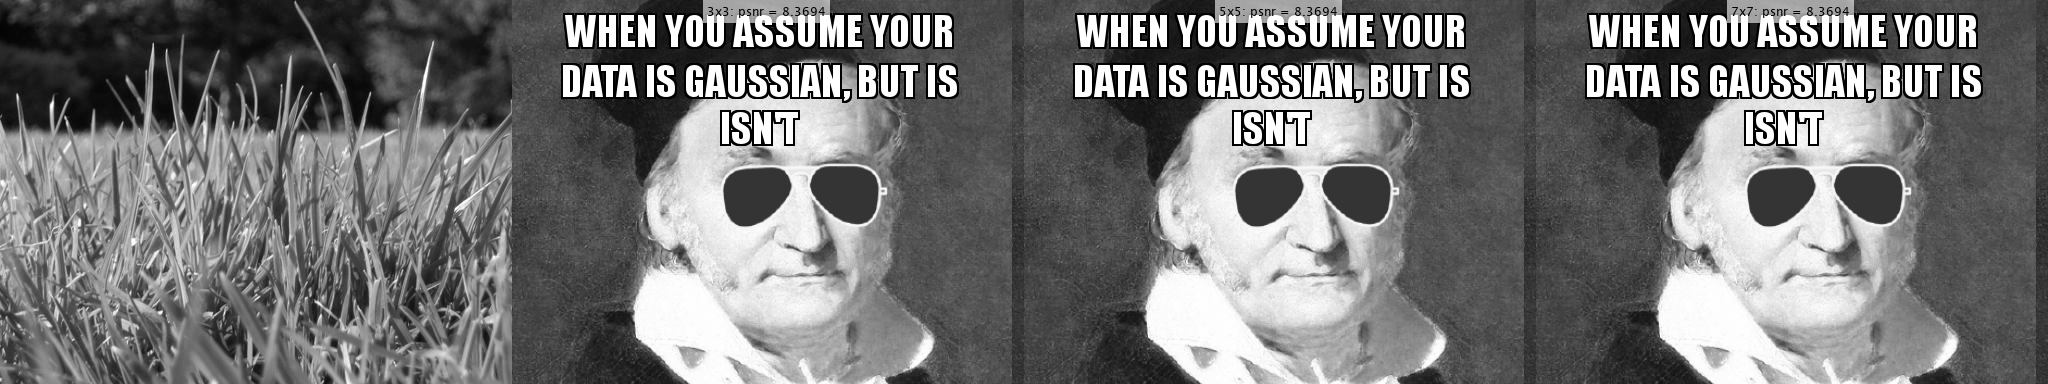 3x3: psnr = 8.3694
WHEN YOU ASSUME YOUR
DATA IS GAUSSIAN, BUT IS
ISN'T
5x5: psnr = 8.3694
WHEN YOU ASSUME YOUR
DATA IS GAUSSIAN, BUT IS
ISN'T
7x7: psnr = 8.3694
WHEN YOU ASSUME YOUR
DATA IS GAUSSIAN, BUT IS
ISN'T